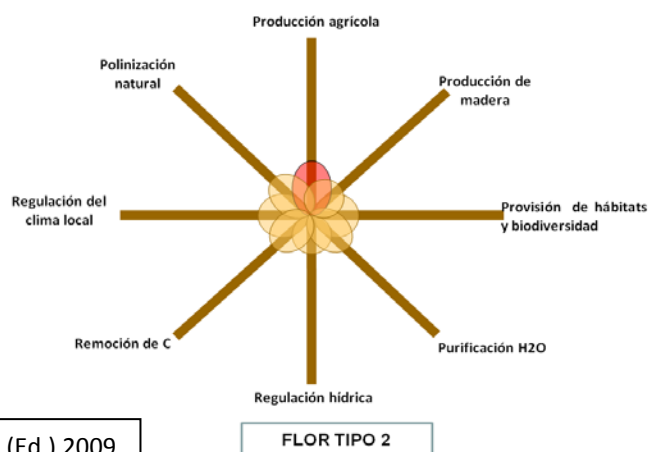 Producción agrícola
Polinización
natural
Producción de
madera
Regulación del
clima local
Provisión de hábitats
y biodiversidad
Remoción de C
Purificación H2O
Regulación hídrica
(Ed.) 2009
FLOR TIPO 2